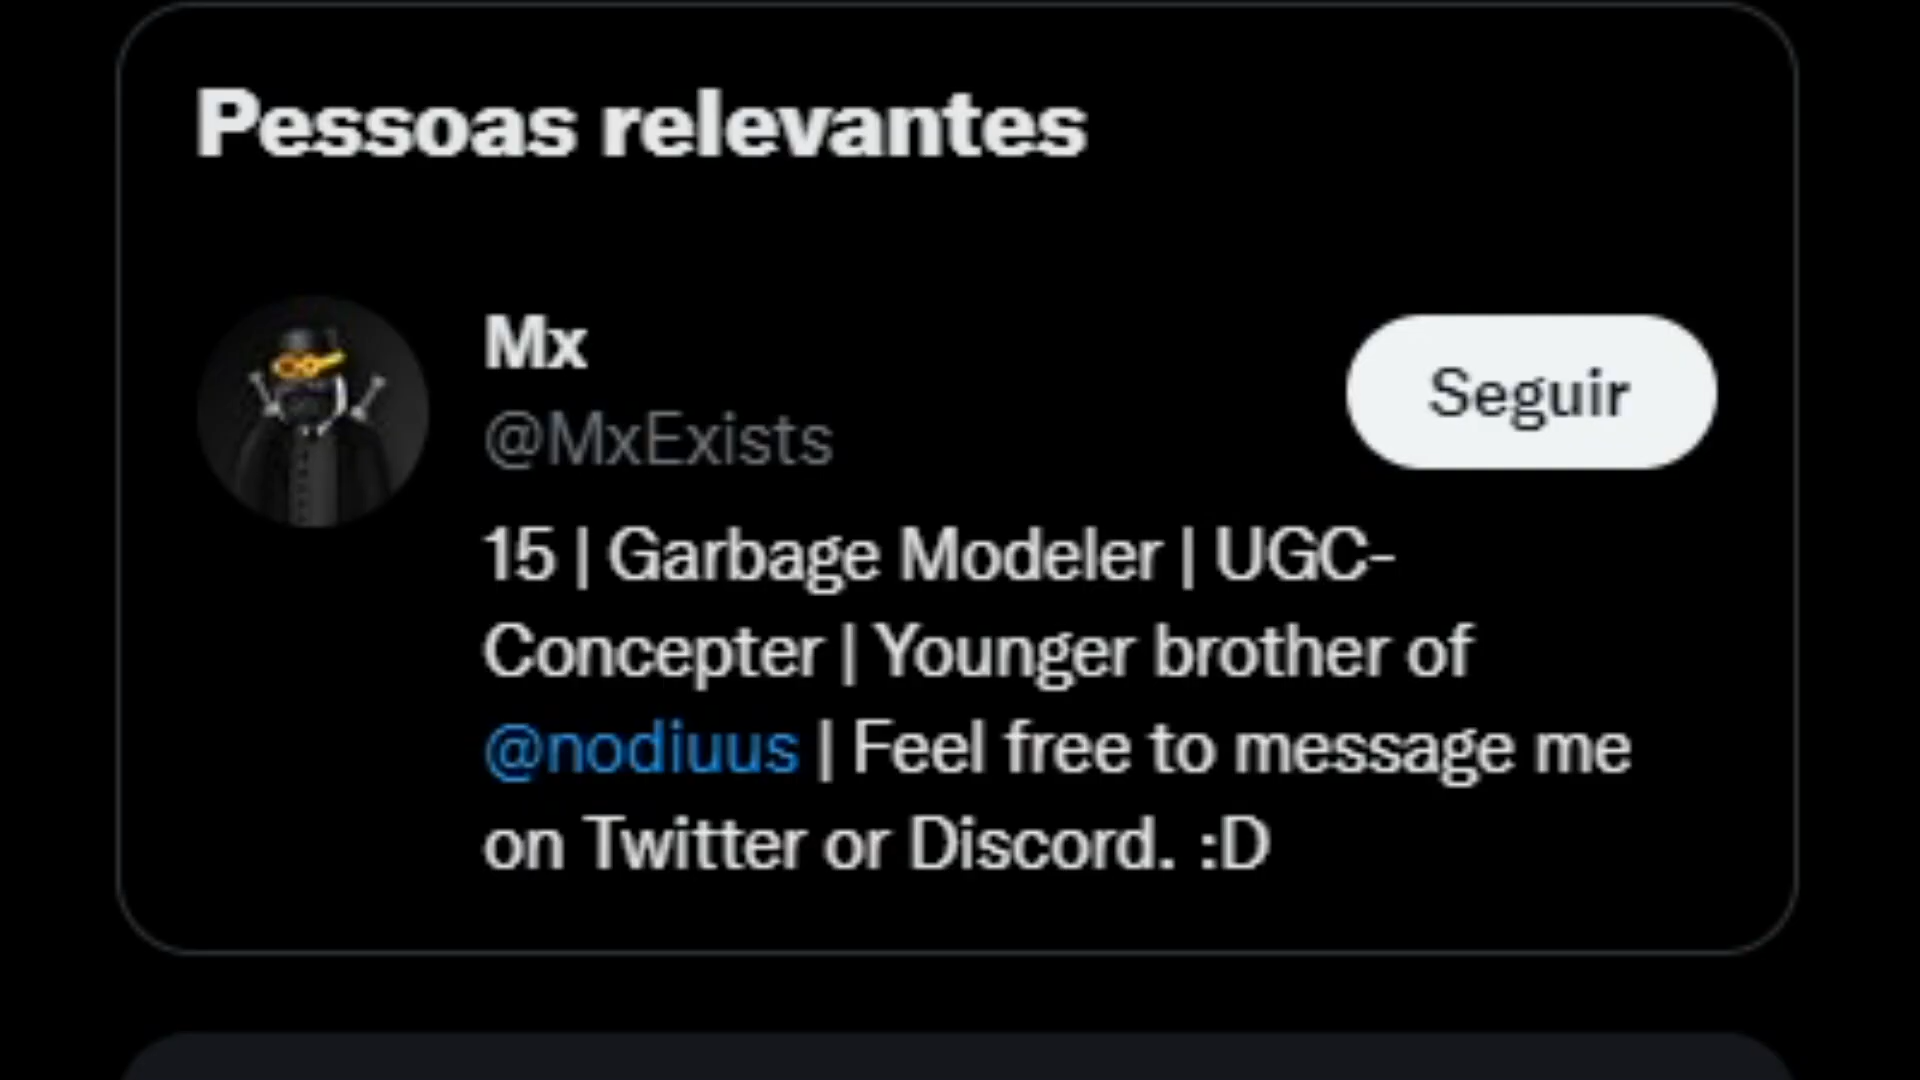 Pessoas relevantes
Mx
Seguir
@MxExists
15 | Garbage Modeler | UGC-
Concepter | Younger brother of
@nodiuus | Feel free to message me
on Twitter or Discord. :D